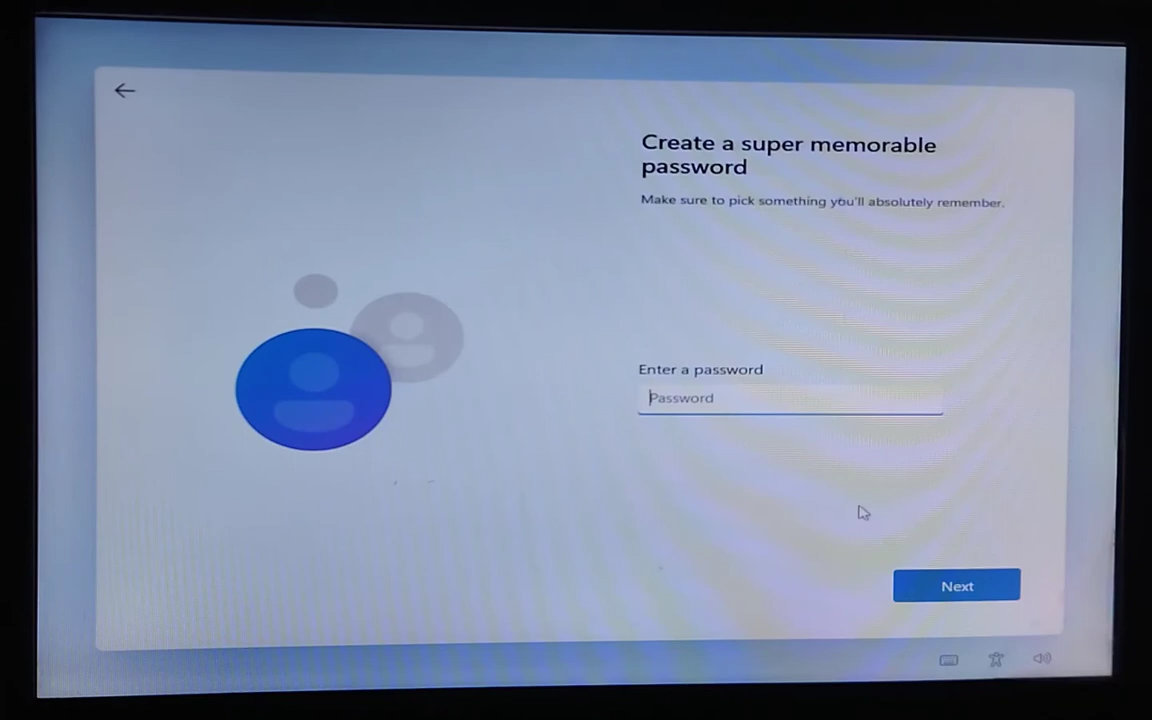 Create a super memorable
password
Make sure to pick something you'll absolutely remember.
Enter a password
Password
Next